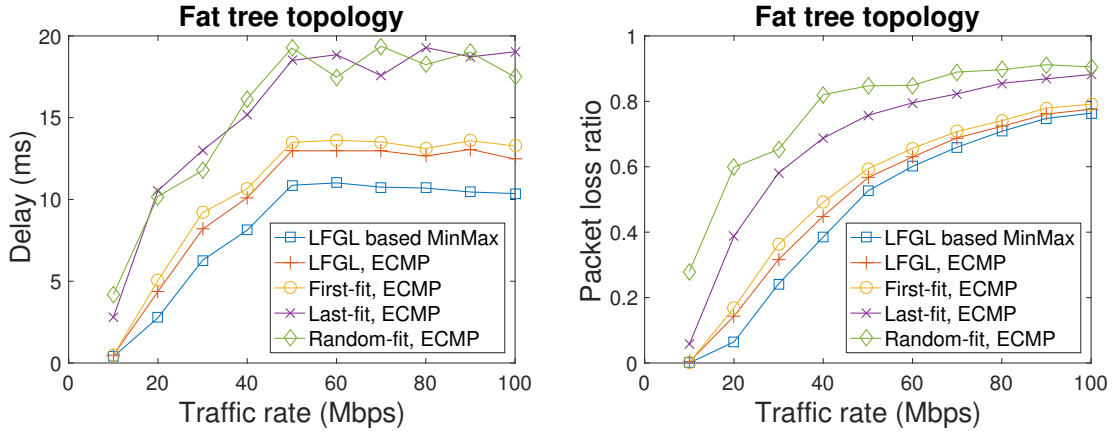 Fat tree topology
20
15
10
5
0
Delay (ms)
0 20 40 60 80 100
Traffic rate (Mbps)
LFGL based MinMax
LFGL, ECMP
First-fit, ECMP
Last-fit, ECMP
Random-fit, ECMP
Fat tree topology
1
0.8
0.6
0.4
0.2
0
Packet loss ratio
0 20 40 60 80 100
Traffic rate (Mbps)
LFGL based MinMax
LFGL, ECMP
First-fit, ECMP
Last-fit, ECMP
Random-fit, ECMP